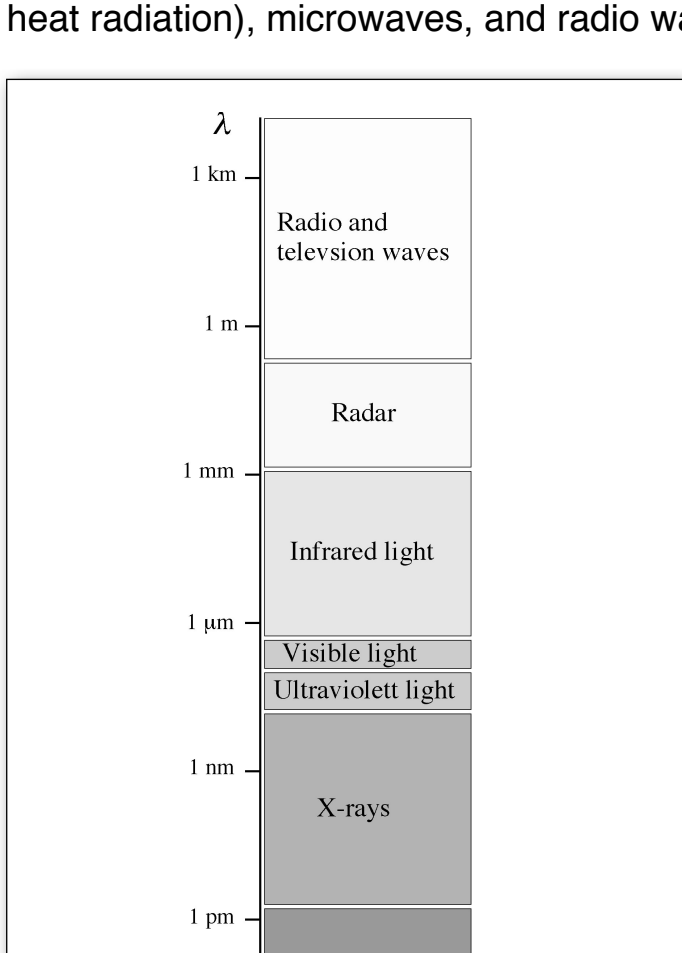 heat radiation), microwaves, and radio
λ
1 km
Radio and
televsion waves
1 m
Radar
1 mm
Infrared light
1 µm
Visible light
Ultraviolett light
1 nm
X-rays
1 pm